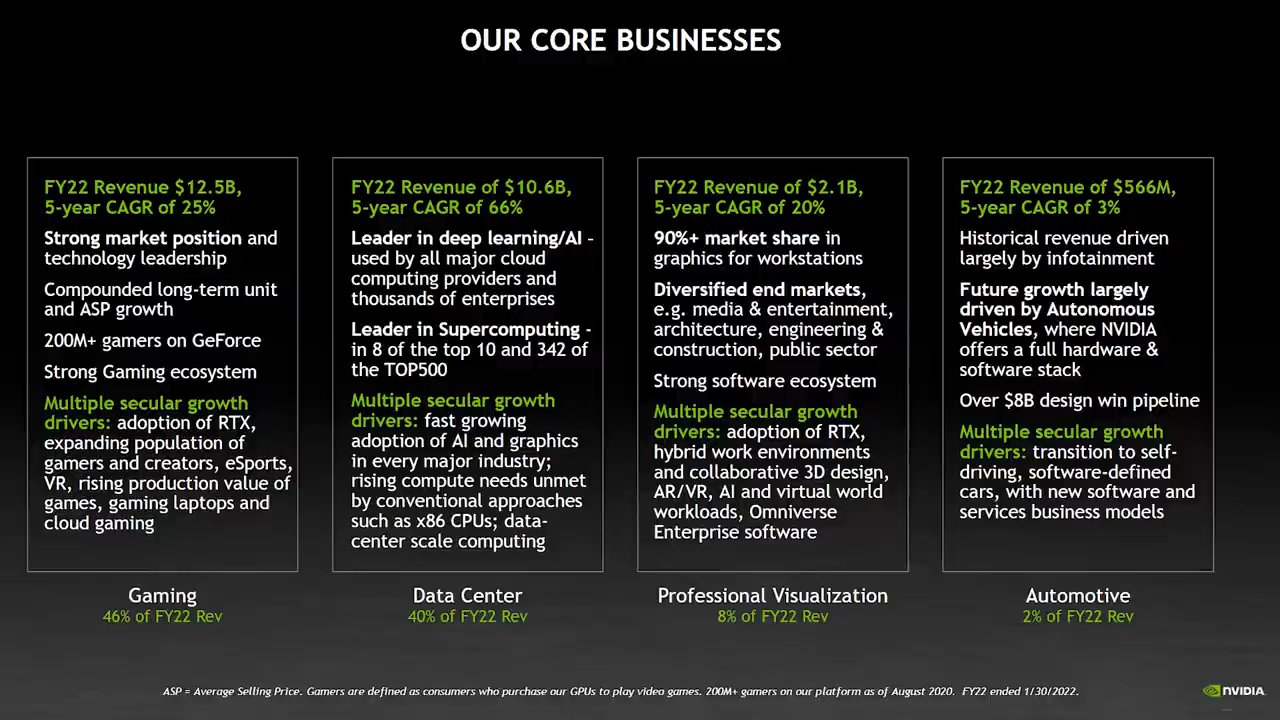 OUR CORE BUSINESSES
FY22 Revenue $12.5B,
5-year CAGR of 25%
Strong market position and
technology leadership
Compounded long-term unit
and ASP growth
200M+ gamers on GeForce
Strong Gaming ecosystem
Multiple secular growth
drivers: adoption of RTX,
expanding population of
gamers and creators, eSports,
VR, rising production value of
games, gaming laptops and
cloud gaming
Gaming
46% of FY22 Rev
FY22 Revenue of $10.6B,
5-year CAGR of 66%
Leader in deep learning/AI -
used by all major cloud
computing providers and
thousands of enterprises
Leader in Supercomputing -
in 8 of the top 10 and 342 of
the TOP500
Multiple secular growth
drivers: fast growing
adoption of AI and graphics
in every major industry;
rising compute needs unmet
by conventional approaches
such as x86 CPUs; data-
center scale computing
Data Center
40% of FY22 Rev
FY22 Revenue of $2.1B,
5-year CAGR of 20%
90%+ market share in
graphics for workstations
Diversified end markets,
e.g. media & entertainment,
architecture, engineering &
construction, public sector
Strong software ecosystem
Multiple secular growth
drivers: adoption of RTX,
hybrid work environments
and collaborative 3D design,
AR/VR, AI and virtual world
workloads, Omniverse
Enterprise software
Professional Visualization
8% of FY22 Rev
FY22 Revenue of $566M,
5-year CAGR of 3%
Historical revenue driven
largely by infotainment
Future growth largely
driven by Autonomous
Vehicles, where NVIDIA
offers a full hardware &
software stack
Over $8B design win pipeline
Multiple secular growth
drivers: transition to self-
driving, software-defined
cars, with new software and
services business models
Automotive
2% of FY22 Rev
ASP = Average Selling Price. Gamers are defined as consumers who purchase our GPUs to play video games. 200M+ gamers on our platform as of August 2020. FY22 ended 1/30/2022.
NVIDIA.